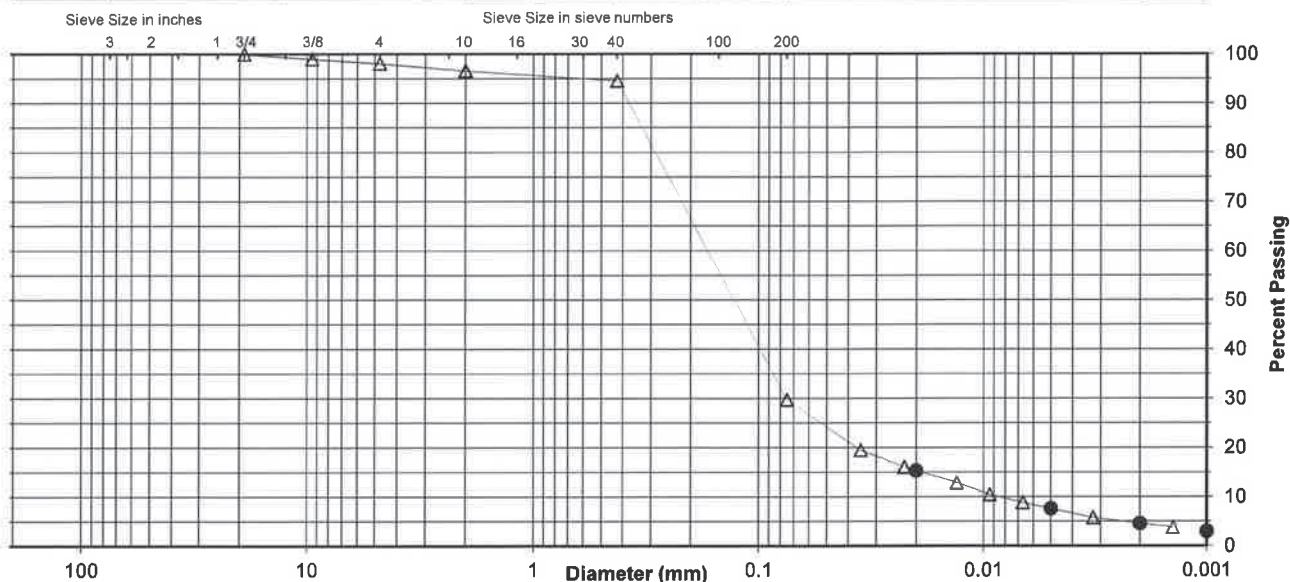 Sieve Size in inches
Sieve Size in sieve numbers
3 2 1 3/4 3/8 4 10 16 30 40 100 200
100
90
80
70
60
50
40
30
20
10
0
Percent Passing
100 10 1 0.1 0.01 0.001
Diameter (mm)